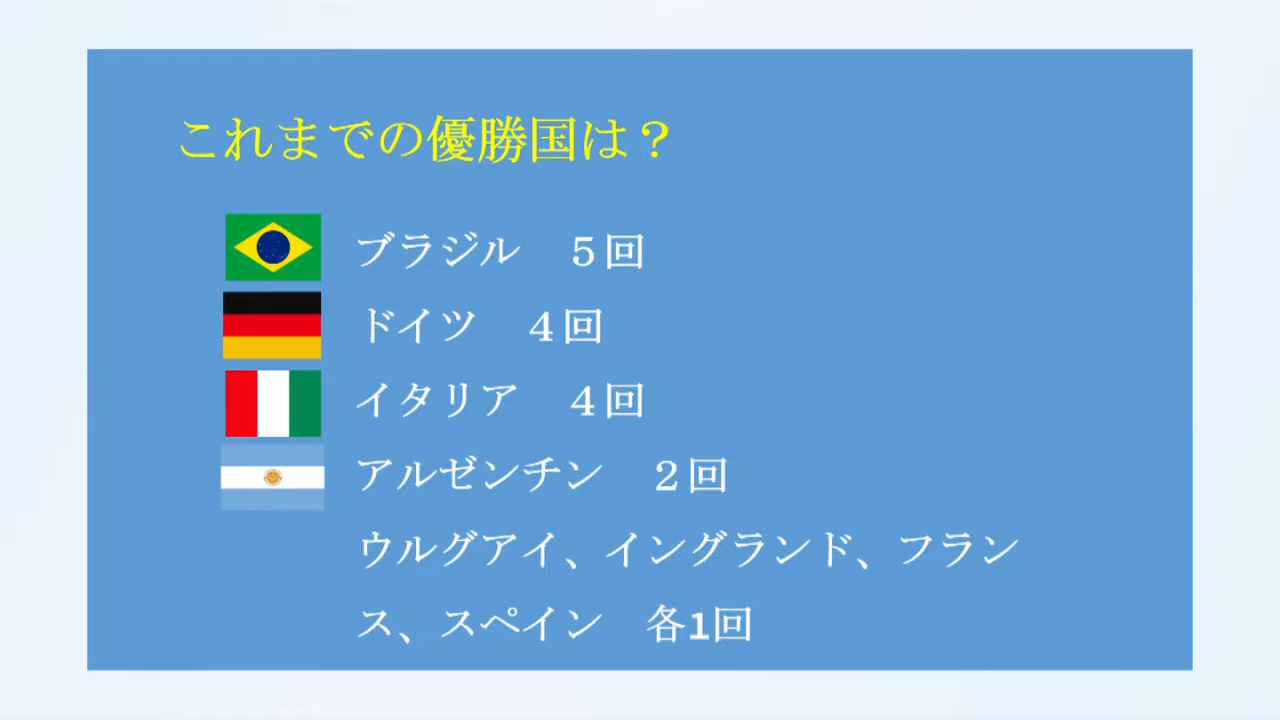 これまでの優勝国は？
ブラジル　５回
ドイツ　４回
イタリア　４回
アルゼンチン　２回
ウルグアイ、イングランド、フラン
ス、スペイン　各1回